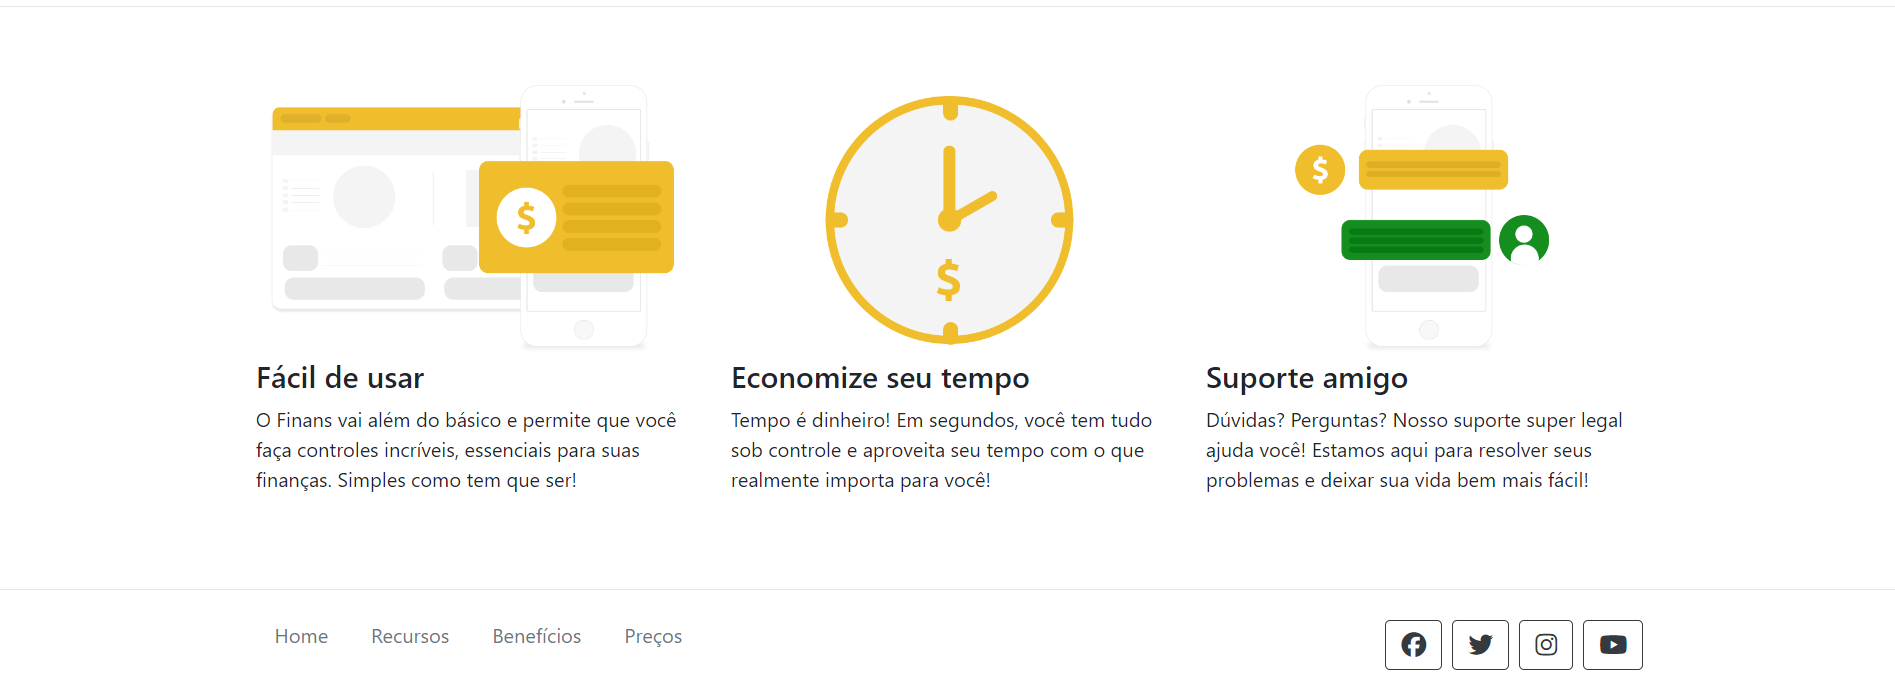 $
$
$
Fácil de usar
O Finans vai além do básico e permite que você
faça controles incríveis, essenciais para suas
finanças. Simples como tem que ser!
Economize seu tempo
Tempo é dinheiro! Em segundos, você tem tudo
sob controle e aproveita seu tempo com o que
realmente importa para você!
Suporte amigo
Dúvidas? Perguntas? Nosso suporte super legal
ajuda você! Estamos aqui para resolver seus
problemas e deixar sua vida bem mais fácil!
Home Recursos Benefícios Preços